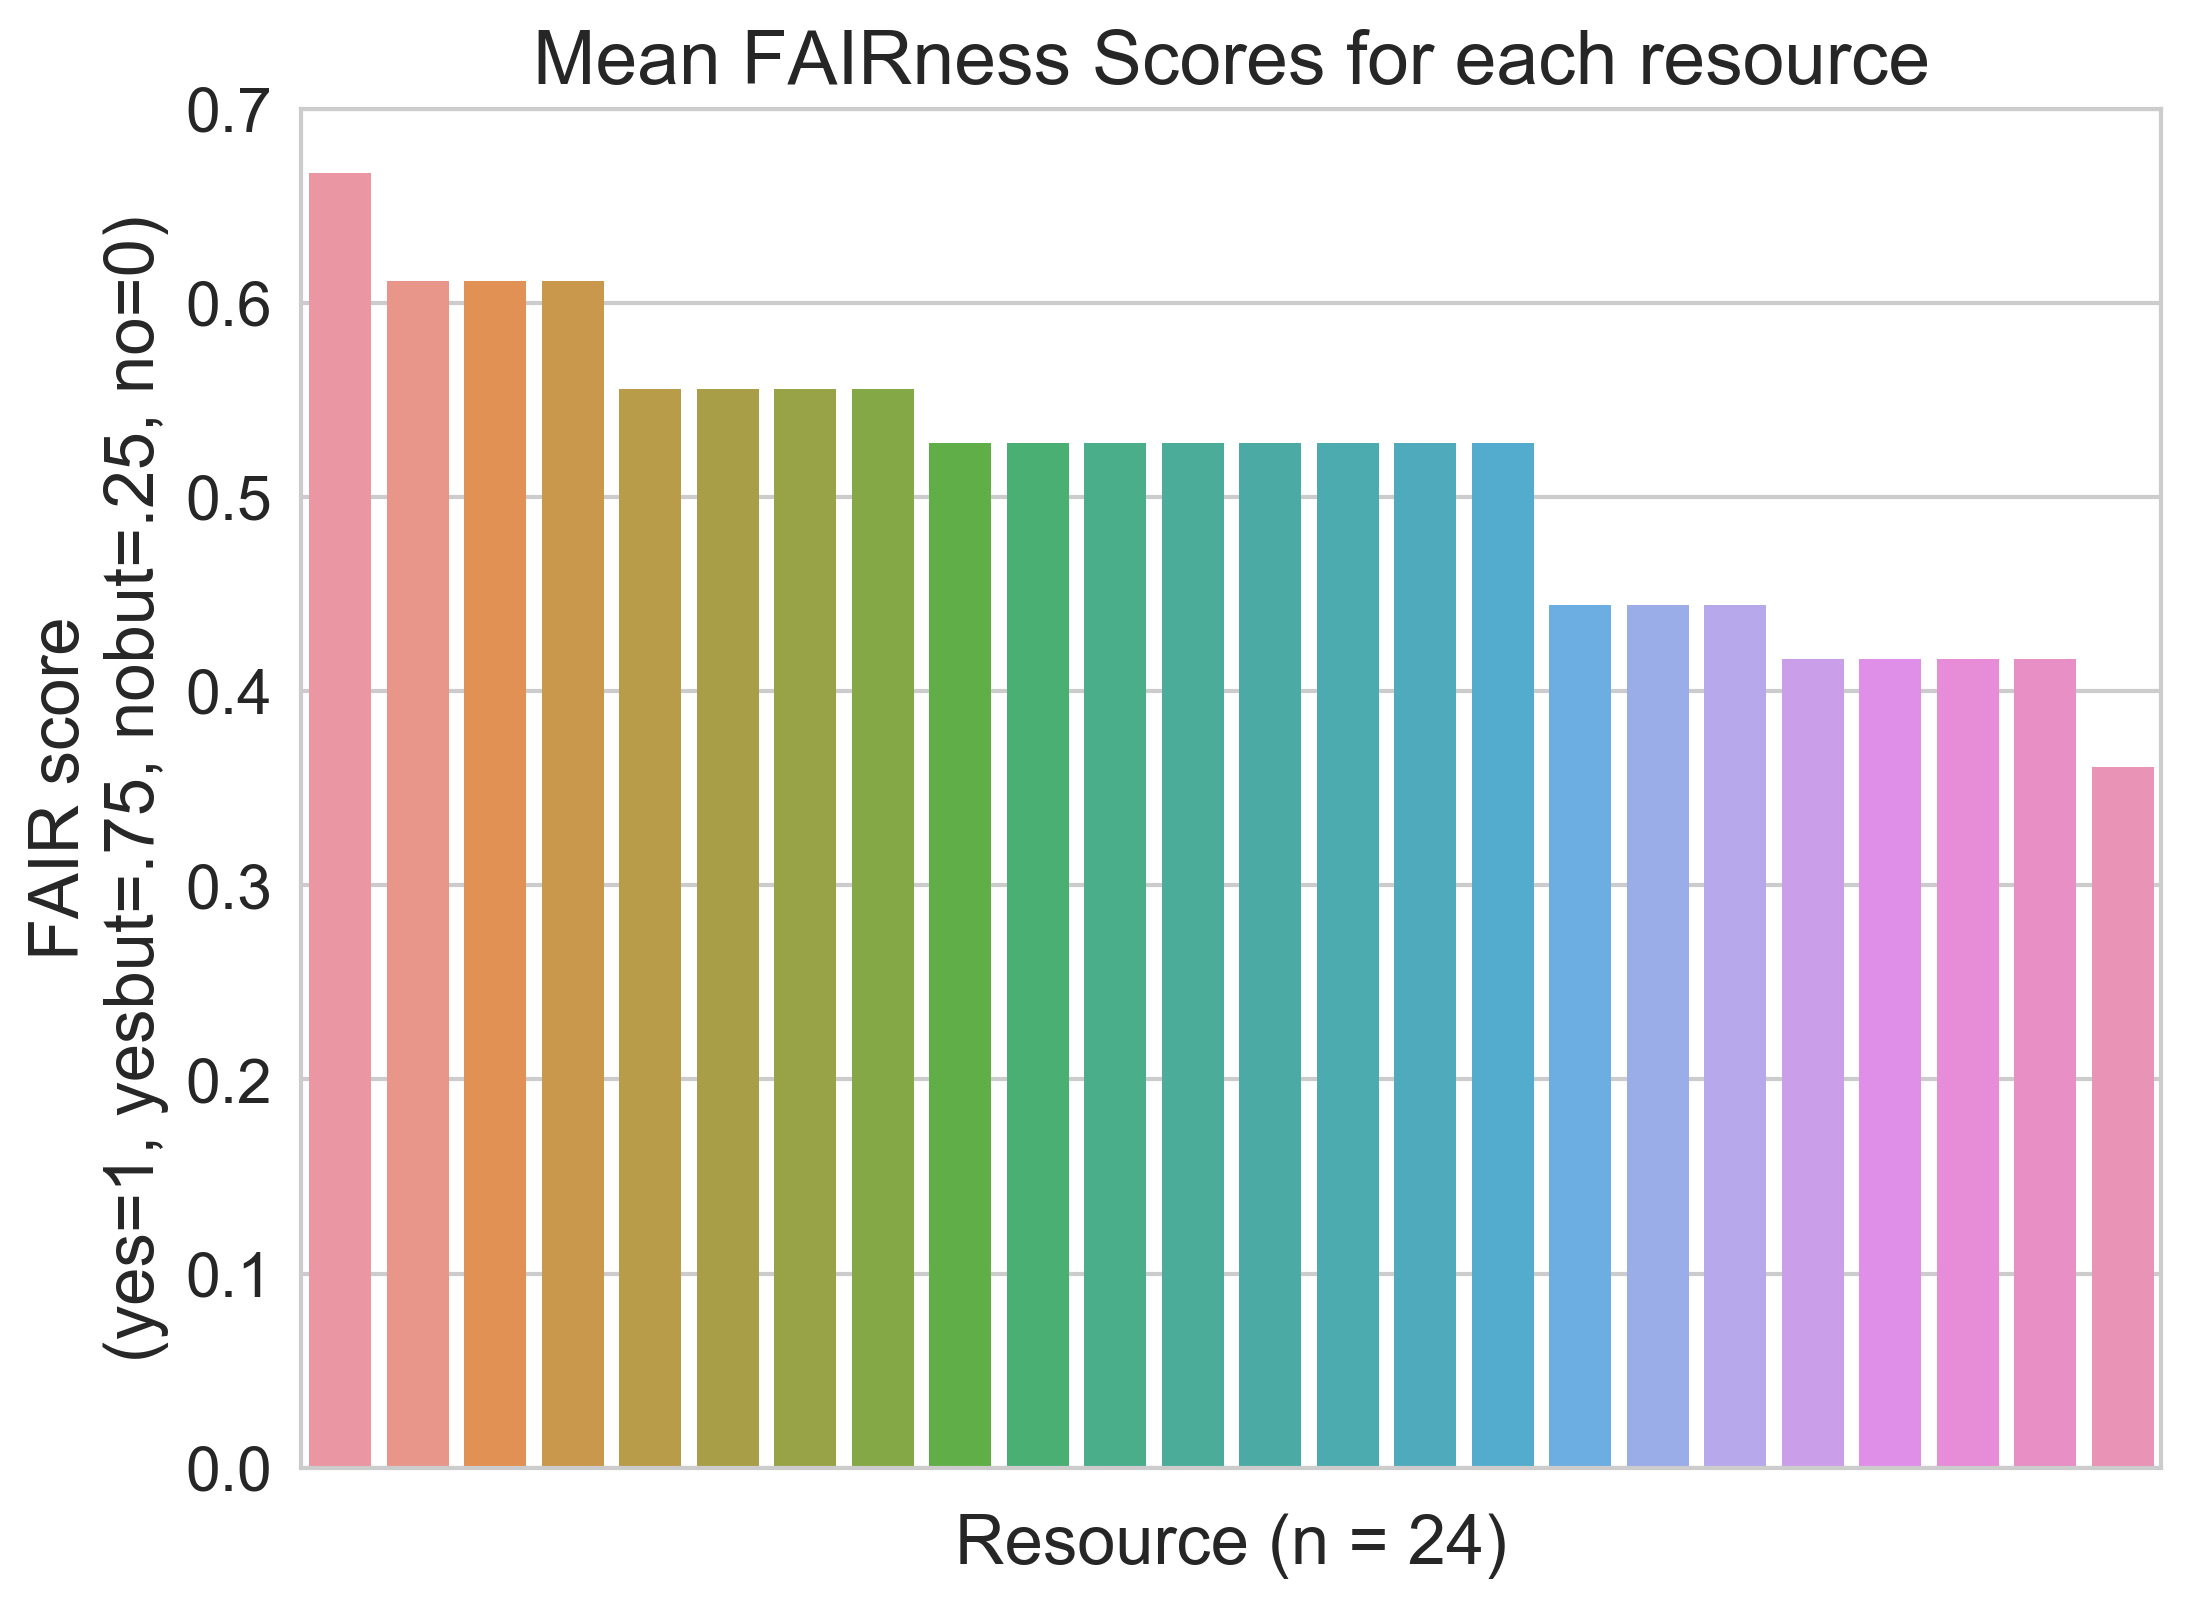 Mean FAIRness Scores for each resource
FAIR score
(yes=1, yesbut=.75, nobut=.25, no=0)
0.7
0.6
0.5
0.4
0.3
0.2
0.1
0.0
Resource (n = 24)